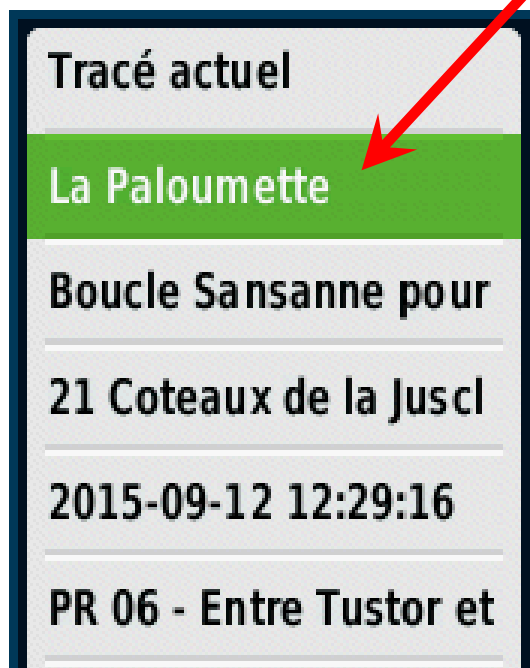 Tracé actuel
La Paloumette
Boucle Sansanne pour
21 Coteaux de la Juscl
2015-09-12 12:29:16
PR 06 - Entre Tustor et